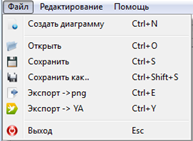 Файл Редактирование Помощь
Создать диаграмму Ctrl+N
Открыть Ctrl+O
Сохранить Ctrl+S
Сохранить как.. Ctrl+Shift+S
Экспорт ->png Ctrl+E
Экспорт -> YA Ctrl+Y
Выход Esc